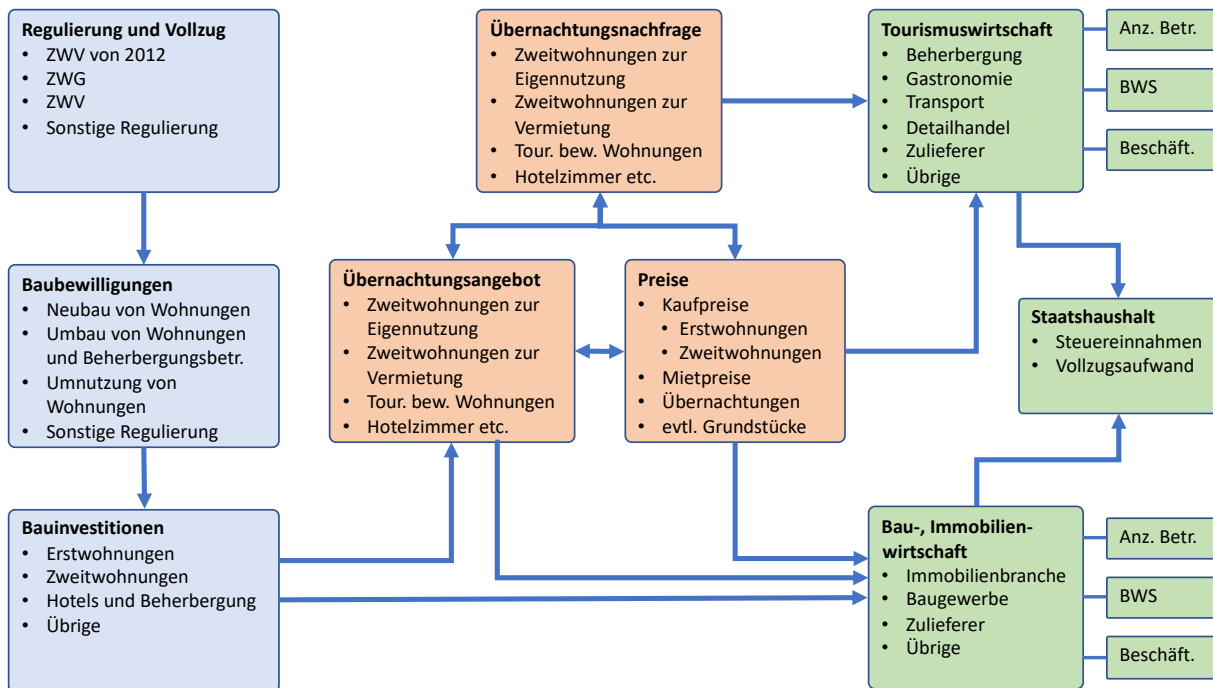 Regulierung und Vollzug
• ZWV von 2012
• ZWG
• ZWV
• Sonstige Regulierung
Übernachtungsnachfrage
• Zweitwohnungen zur
Eigennutzung
• Zweitwohnungen zur
Vermietung
• Tour. bew. Wohnungen
• Hotelzimmer etc.
Tourismuswirtschaft
• Beherbergung
• Gastronomie
• Transport
• Detailhandel
• Zulieferer
• Übrige
Anz. Betr.
BWS
Beschäft.
Baubewilligungen
• Neubau von Wohnungen
• Umbau von Wohnungen
und Beherbergungsbetr.
• Umnutzung von
Wohnungen
• Sonstige Regulierung
Übernachtungsangebot
• Zweitwohnungen zur
Eigennutzung
• Zweitwohnungen zur
Vermietung
• Tour. bew. Wohnungen
• Hotelzimmer etc.
Preise
• Kaufpreise
• Erstwohnungen
• Zweitwohnungen
• Mietpreise
• Übernachtungen
• evtl. Grundstücke
Staatshaushalt
• Steuereinnahmen
• Vollzugsaufwand
Bauinvestitionen
• Erstwohnungen
• Zweitwohnungen
• Hotels und Beherbergung
• Übrige
Bau-, Immobilien-
wirtschaft
• Immobilienbranche
• Baugewerbe
• Zulieferer
• Übrige
Anz. Betr.
BWS
Beschäft.